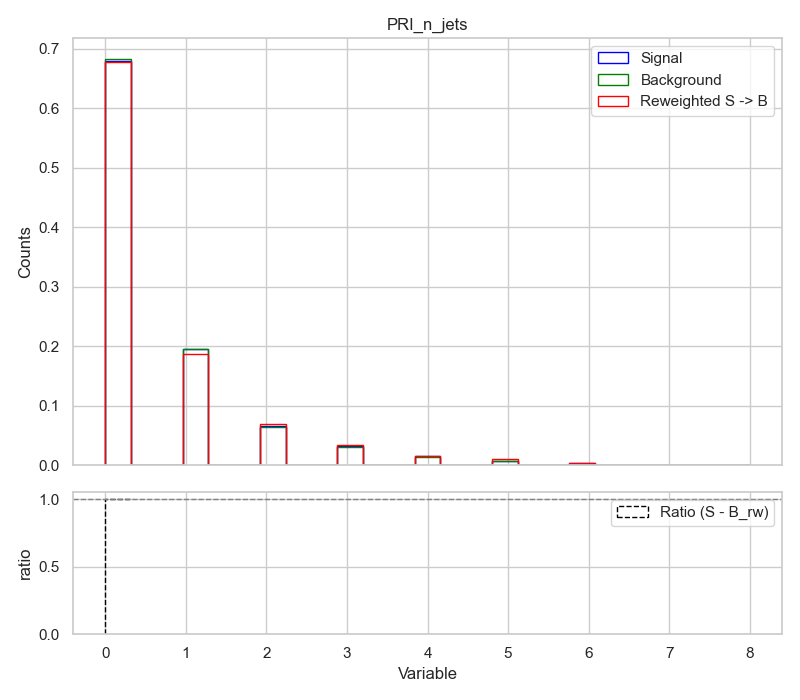 PRI_n_jets
0.7
0.6
0.5
0.4
0.3
0.2
0.1
0.0
Counts
Signal
Background
Reweighted S -> B
1.0
0.5
0.0
ratio
Ratio (S - B_rw)
0 1 2 3 4 5 6 7 8
Variable